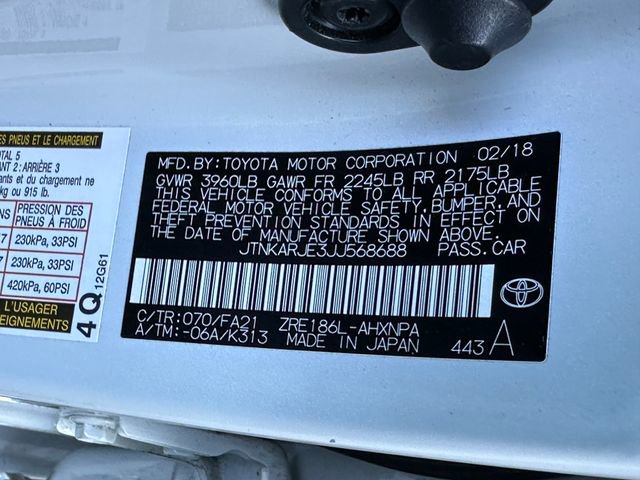 ES PNEUS ET LE CHARGEMENT
OTAL 5
ANT 2: ARRIÈRE 3
ants et du chargement ne
kg ou 915 lb.
PRESSION DES
PNEUS À FROID
230kPa, 33PSI
230kPa, 33PSI
420kPa, 60PSI
L'USAGER
4Q 12G61
MFD.BY:TOYOTA MOTOR CORPORATION 02/18
GVWR 3960LB GAWR FR 2245LB RR 2175LB
THIS VEHICLE CONFORMS TO ALL APPLICABLE
FEDERAL MOTOR VEHICLE SAFETY,BUMPER,AND
THEFT PREVENTION STANDARDS IN EFFECT ON
THE DATE OF MANUFACTURE SHOWN ABOVE.
JTNKARJE3JJ568688 PASS.CAR
C/TR:070/FA21 ZRE186L-AHXNPA
A/TM:-06A/K313 MADE IN JAPAN 443 A